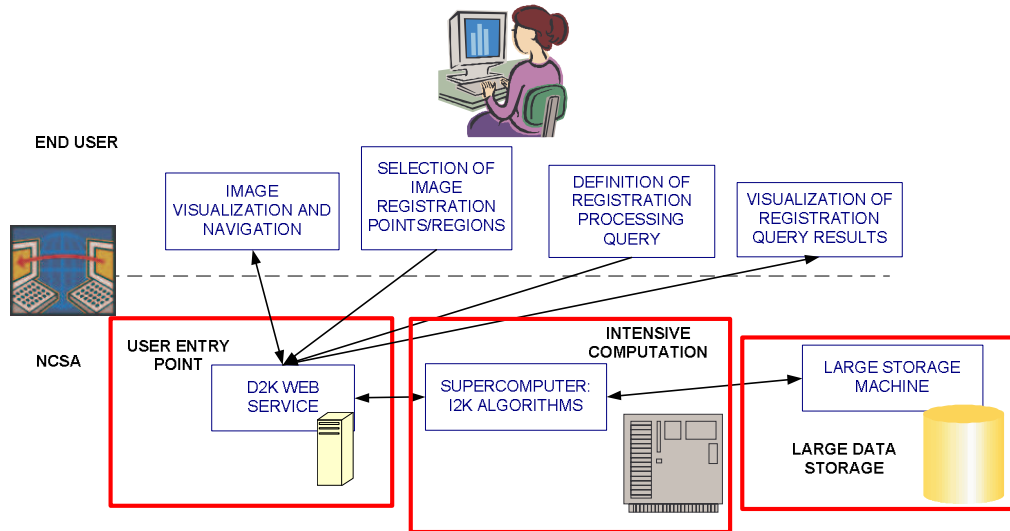 END USER
IMAGE
VISUALIZATION AND
NAVIGATION
SELECTION OF
IMAGE
REGISTRATION
POINTS/REGIONS
DEFINITION OF
REGISTRATION
PROCESSING
QUERY
VISUALIZATION OF
REGISTRATION
QUERY RESULTS
NCSA
USER ENTRY
POINT
D2K WEB
SERVICE
INTENSIVE
COMPUTATION
SUPERCOMPUTER:
I2K ALGORITHMS
LARGE STORAGE
MACHINE
LARGE DATA
STORAGE